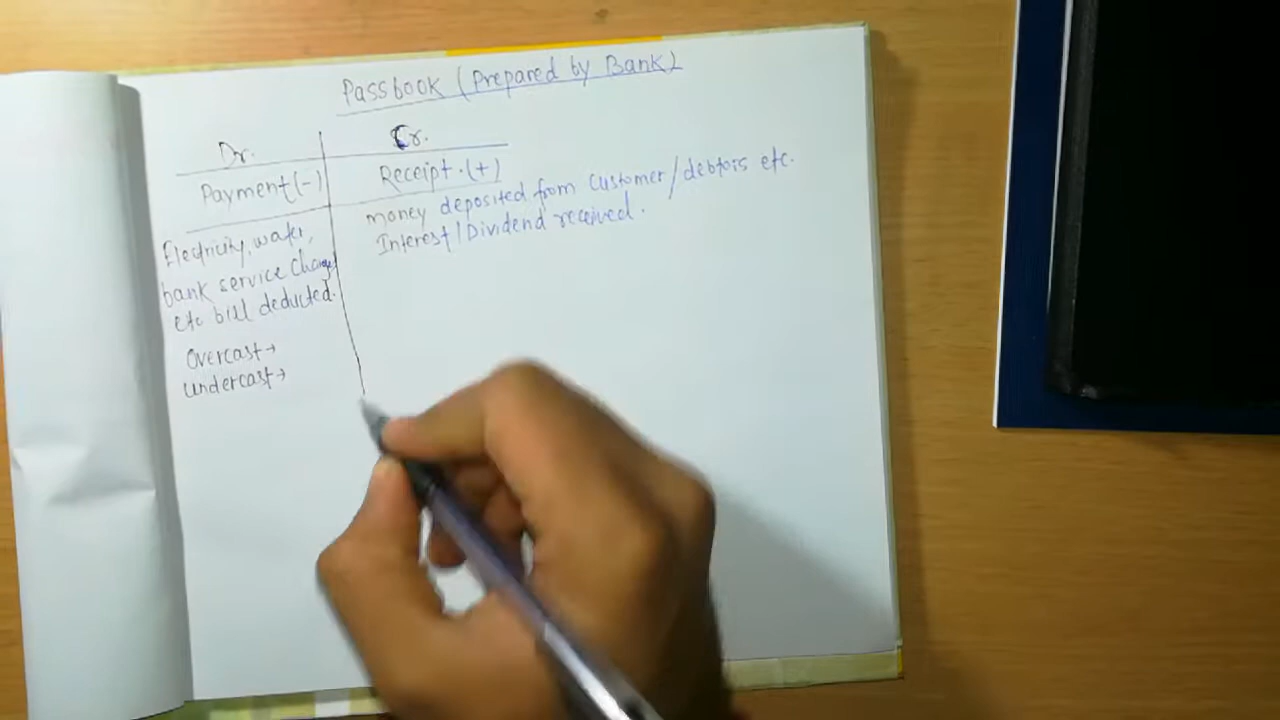 Passbook (Prepared by Bank)
Dr.
Cr.
Payment(-)
Receipt.(+)
Electricity, water,
bank service charges
etc bill deducted.
Overcast→
Undercast→
money deposited from customer/debtors etc.
Interest/Dividend received.